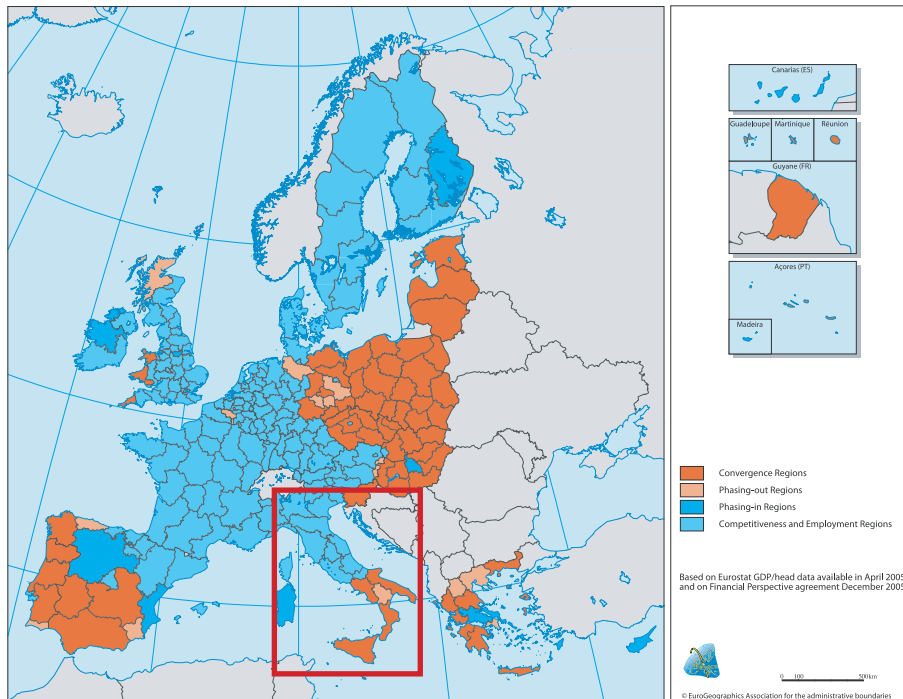 Canarias (ES)
Guadeloupe
Martinique
Réunion
Guyane (FR)
Açores (PT)
Madeira
Convergence Regions
Phasing-out Regions
Phasing-in Regions
Competitiveness and Employment Regions
Based on Eurostat GDP/head data available in April 2005
and on Financial Perspective agreement December 2005
0 100 500km
© EuroGeographics Association for the administrative boundaries